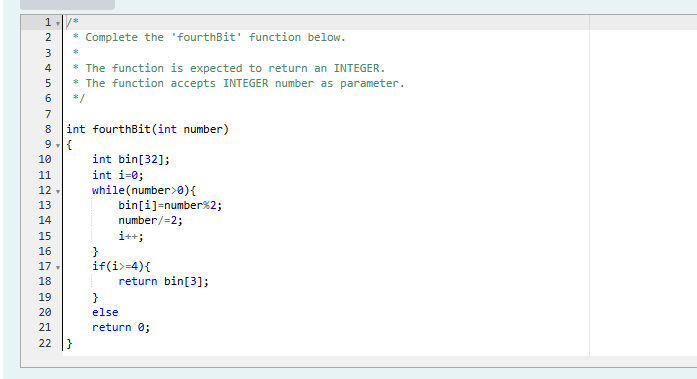 1 /*
2  * Complete the 'fourthBit' function below.
3  *
4  * The function is expected to return an INTEGER.
5  * The function accepts INTEGER number as parameter.
6  */
7
8 int fourthBit(int number)
9 {
10     int bin[32];
11     int i=0;
12     while(number>0){
13         bin[i]=number%2;
14         number/=2;
15         i++;
16     }
17     if(i>=4){
18         return bin[3];
19     }
20     else
21     return 0;
22 }